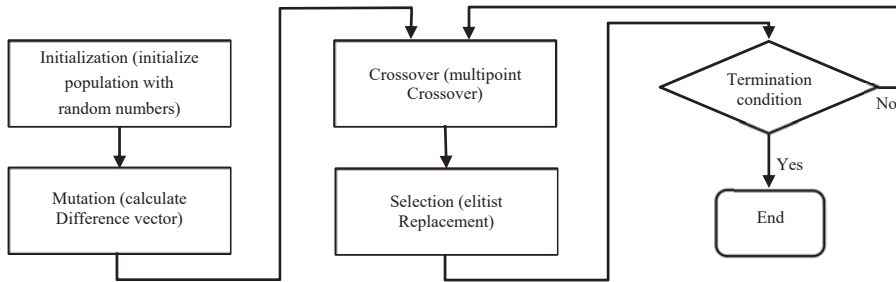 Initialization (initialize
population with
random numbers)
Mutation (calculate
Difference vector)
Crossover (multipoint
Crossover)
Selection (elitist
Replacement)
Termination
condition
No
Yes
End